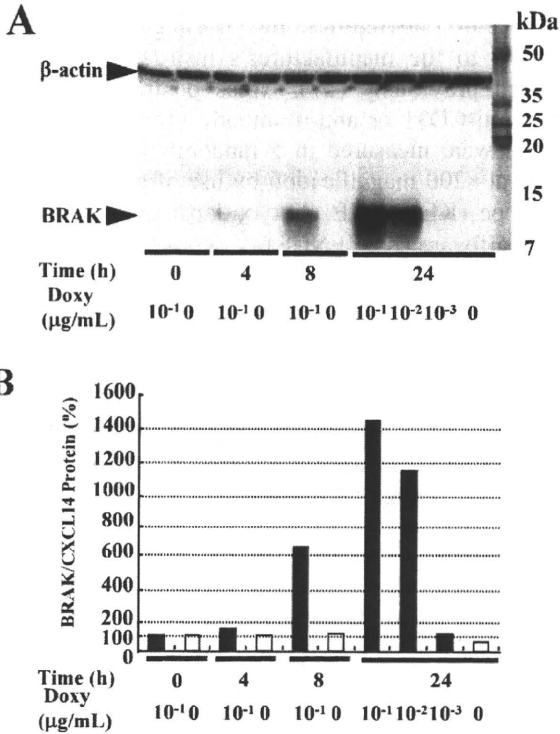 A
kDa
β-actin
50
35
25
20
15
BRAK
7
Time (h) 0 4 8 24
Doxy
(μg/mL) 10⁻¹ 0 10⁻¹ 0 10⁻¹ 0 10⁻¹ 10⁻² 10⁻³ 0
B
BRAK/CXCL14 Protein (%)
1600
1400
1200
1000
800
600
400
200
100
0
Time (h) 0 4 8 24
Doxy
(μg/mL) 10⁻¹ 0 10⁻¹ 0 10⁻¹ 0 10⁻¹ 10⁻² 10⁻³ 0